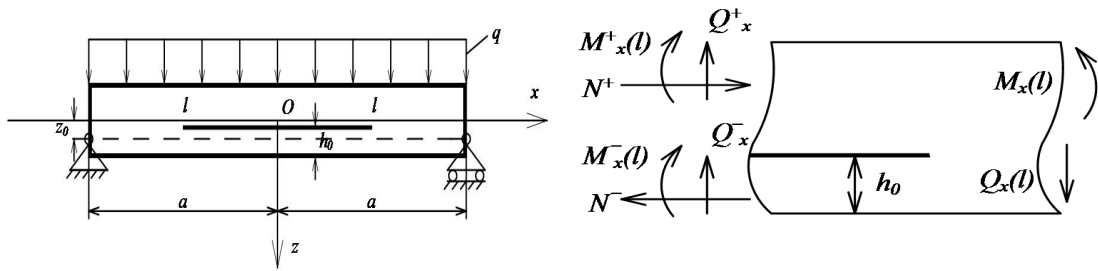 q
l
O
l
x
z₀
h₀
a
a
z
Q⁺ₓ
M⁺ₓ(l)
N⁺
Mₓ(l)
Q⁻ₓ
M⁻ₓ(l)
N⁻
h₀
Qₓ(l)